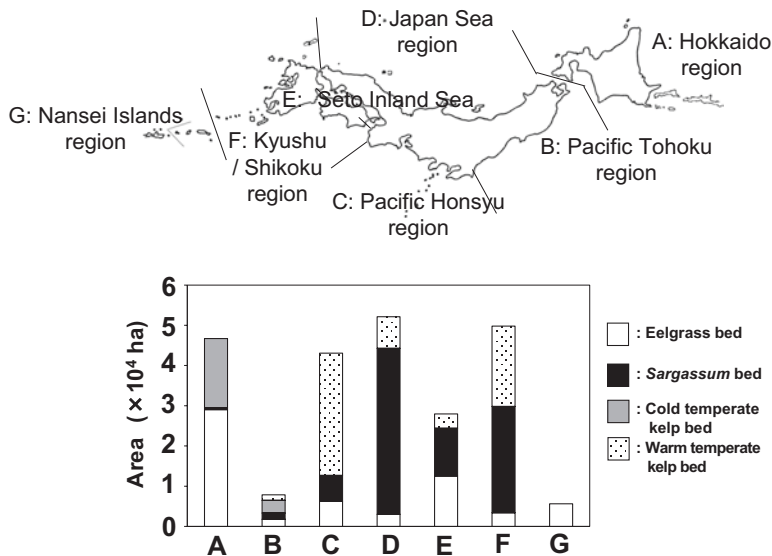 D: Japan Sea
region
A: Hokkaido
region
E: Seto Inland Sea
G: Nansei Islands
region
F: Kyushu
/ Shikoku
region
B: Pacific Tohoku
region
C: Pacific Honsyu
region
Area (×10⁴ ha)
6
5
4
3
2
1
0
A B C D E F G
: Eelgrass bed
: Sargassum bed
: Cold temperate
kelp bed
: Warm temperate
kelp bed